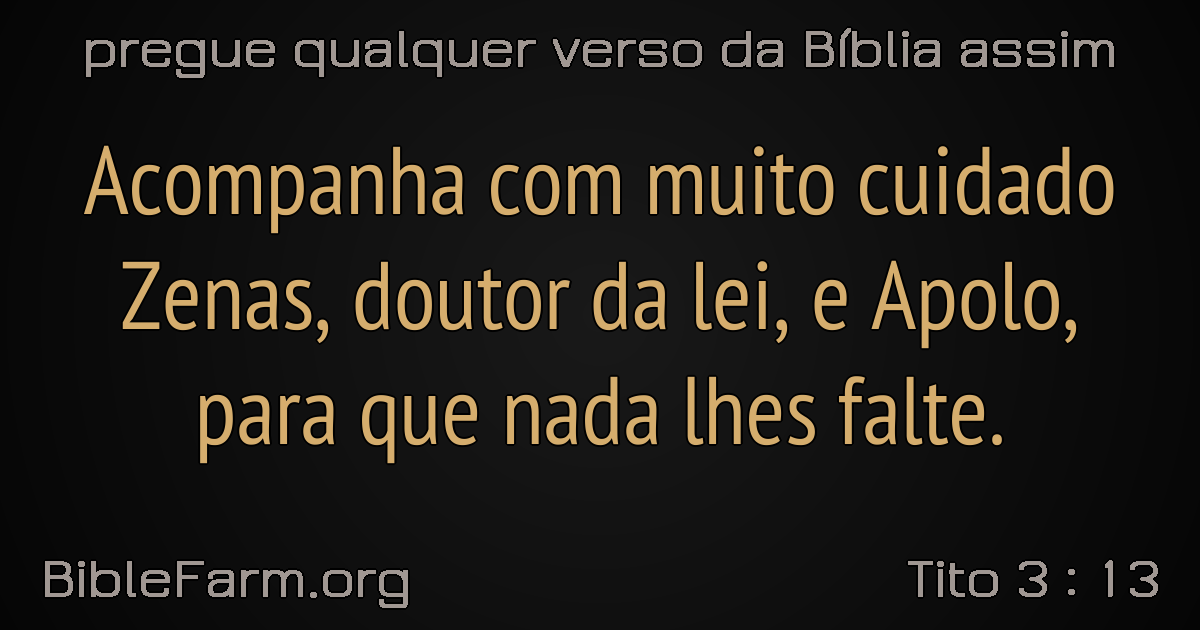 pregue qualquer verso da Bíblia assim
Acompanha com muito cuidado
Zenas, doutor da lei, e Apolo,
para que nada lhes falte.
BibleFarm.org
Tito 3 : 13